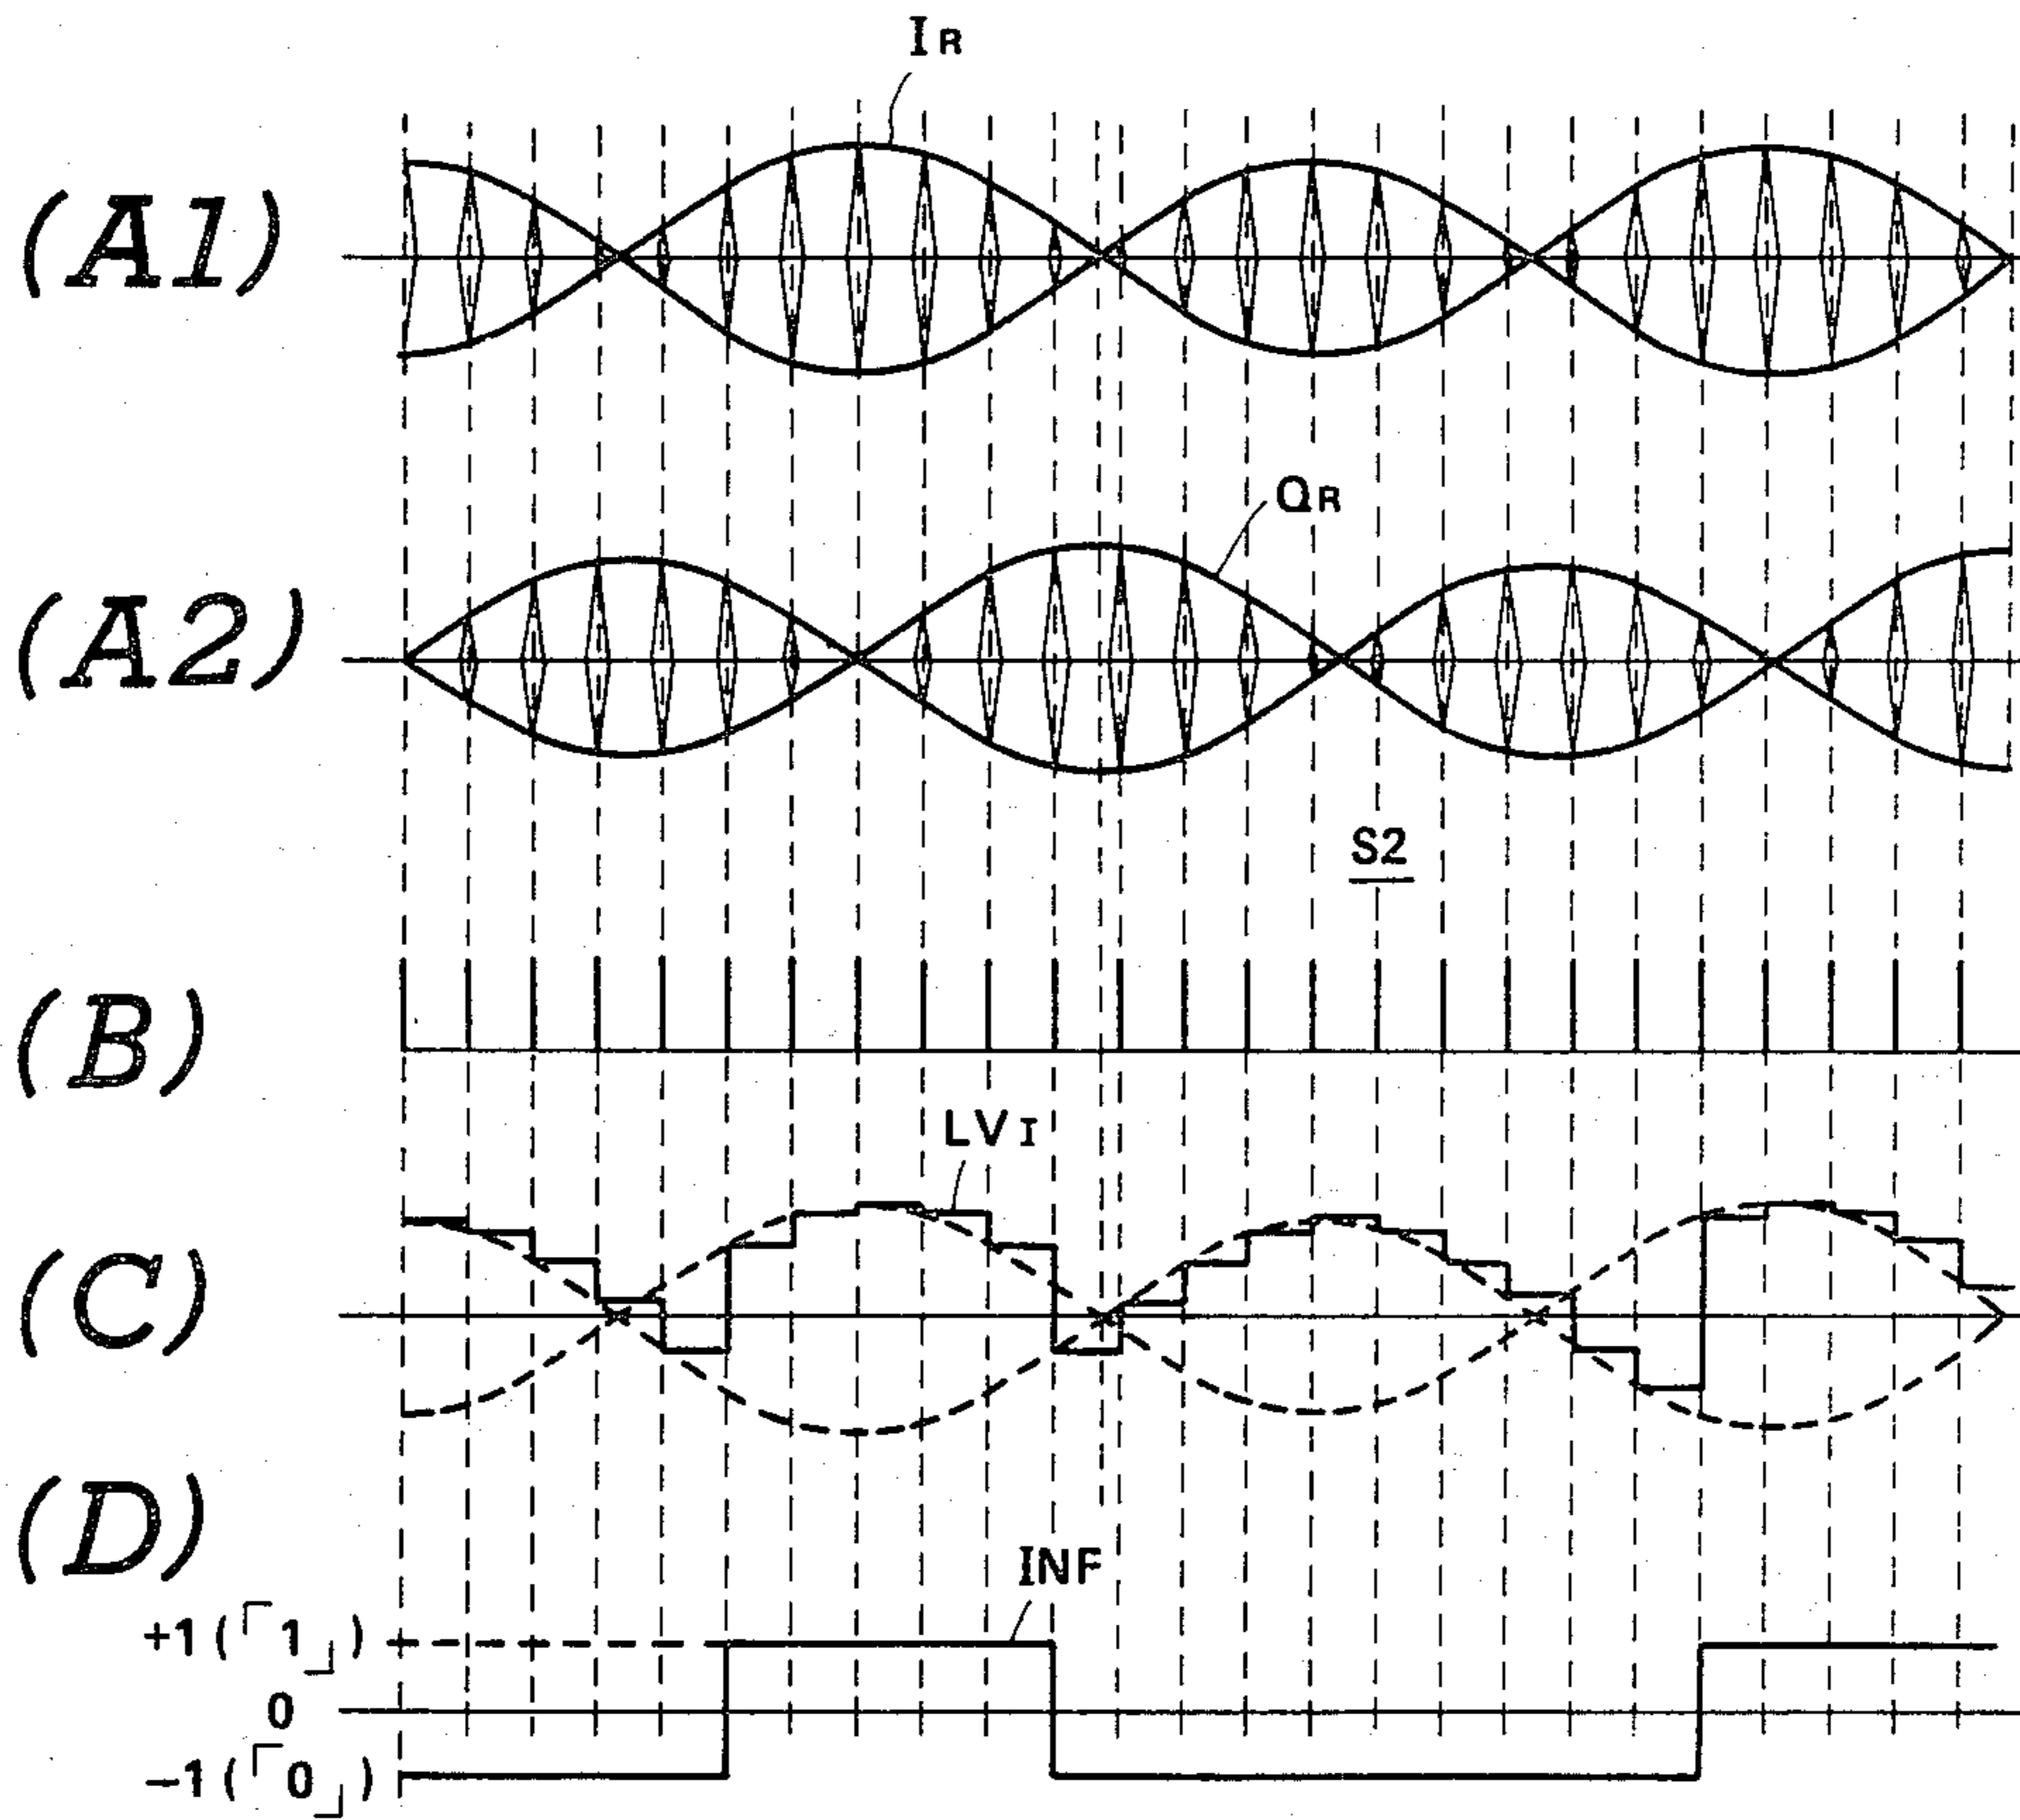 IR
(A1)
QR
(A2)
S2
(B)
LVI
(C)
(D)
INF
+1(「1」)
0
−1(「0」)